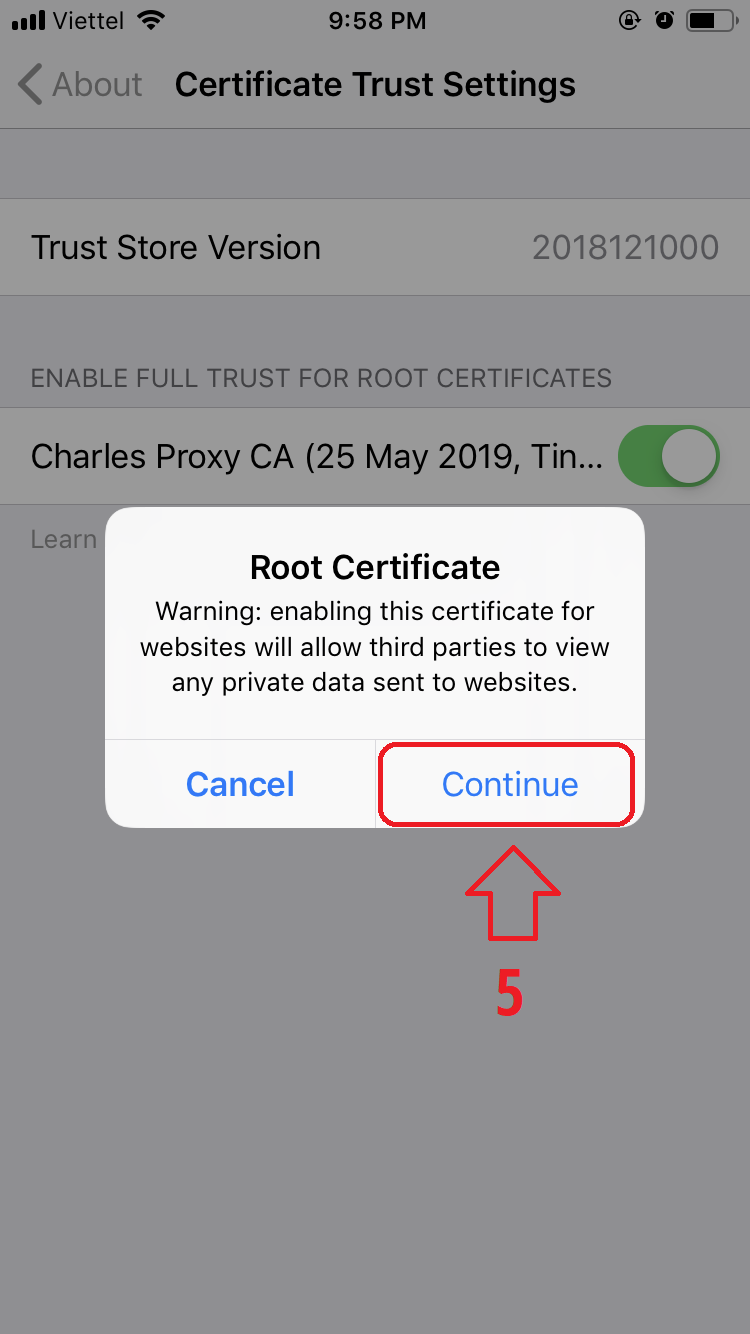 Viettel 9:58 PM
About Certificate Trust Settings
Trust Store Version 2018121000
ENABLE FULL TRUST FOR ROOT CERTIFICATES
Charles Proxy CA (25 May 2019, Tin...
Learn
Root Certificate
Warning: enabling this certificate for
websites will allow third parties to view
any private data sent to websites.
Cancel Continue
5